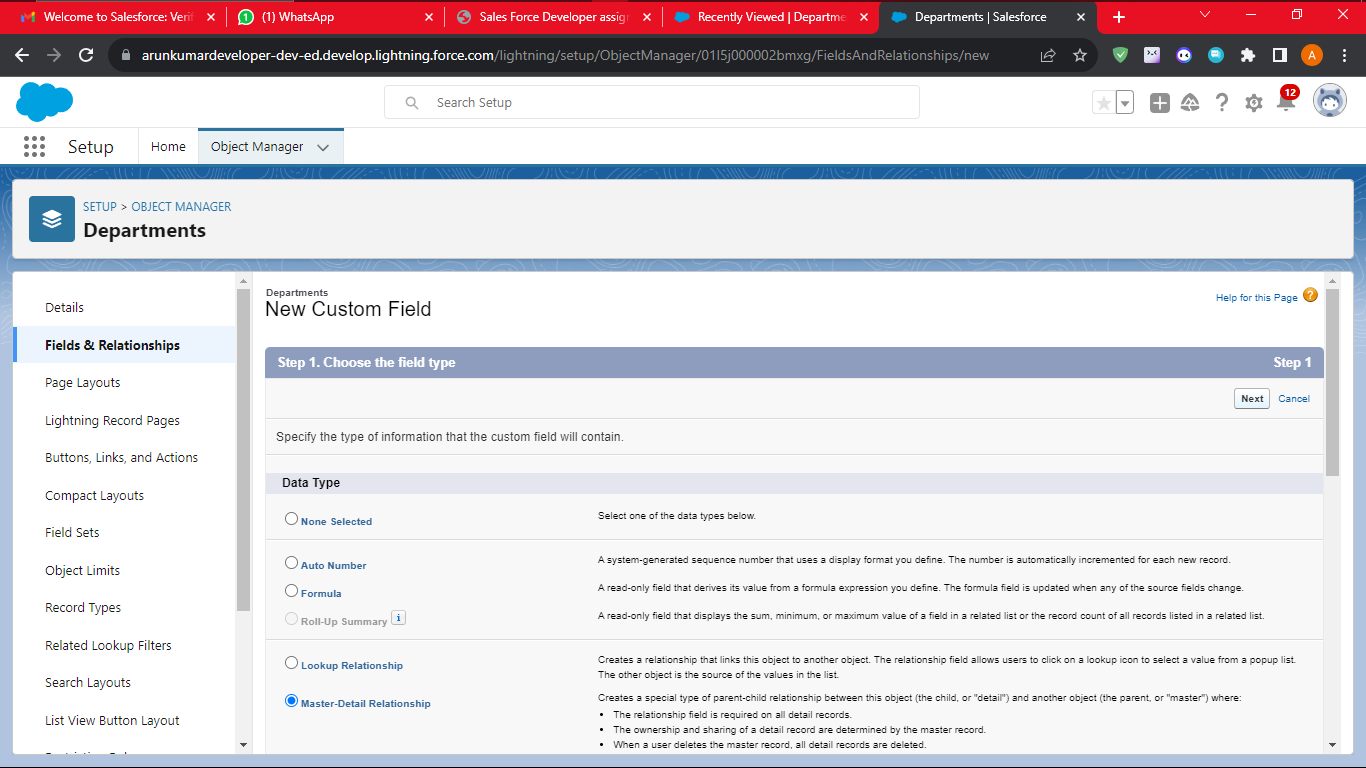 Welcome to Salesforce: Verif
(1) WhatsApp
Sales Force Developer assign
Recently Viewed | Departme
Departments | Salesforce
arunkumardeveloper-dev-ed.develop.lightning.force.com/lightning/setup/ObjectManager/01I5j000002bmxg/FieldsAndRelationships/new
A
Search Setup
12
Setup
Home
Object Manager
SETUP > OBJECT MANAGER
Departments
Details
Fields & Relationships
Page Layouts
Lightning Record Pages
Buttons, Links, and Actions
Compact Layouts
Field Sets
Object Limits
Record Types
Related Lookup Filters
Search Layouts
List View Button Layout
Departments
New Custom Field
Help for this Page ?
Step 1. Choose the field type
Step 1
Next
Cancel
Specify the type of information that the custom field will contain.
Data Type
None Selected
Select one of the data types below.
Auto Number
A system-generated sequence number that uses a display format you define. The number is automatically incremented for each new record.
Formula
A read-only field that derives its value from a formula expression you define. The formula field is updated when any of the source fields change.
Roll-Up Summary i
A read-only field that displays the sum, minimum, or maximum value of a field in a related list or the record count of all records listed in a related list.
Lookup Relationship
Creates a relationship that links this object to another object. The relationship field allows users to click on a lookup icon to select a value from a popup list.
The other object is the source of the values in the list.
Master-Detail Relationship
Creates a special type of parent-child relationship between this object (the child, or "detail") and another object (the parent, or "master") where:
• The relationship field is required on all detail records.
• The ownership and sharing of a detail record are determined by the master record.
• When a user deletes the master record, all detail records are deleted.